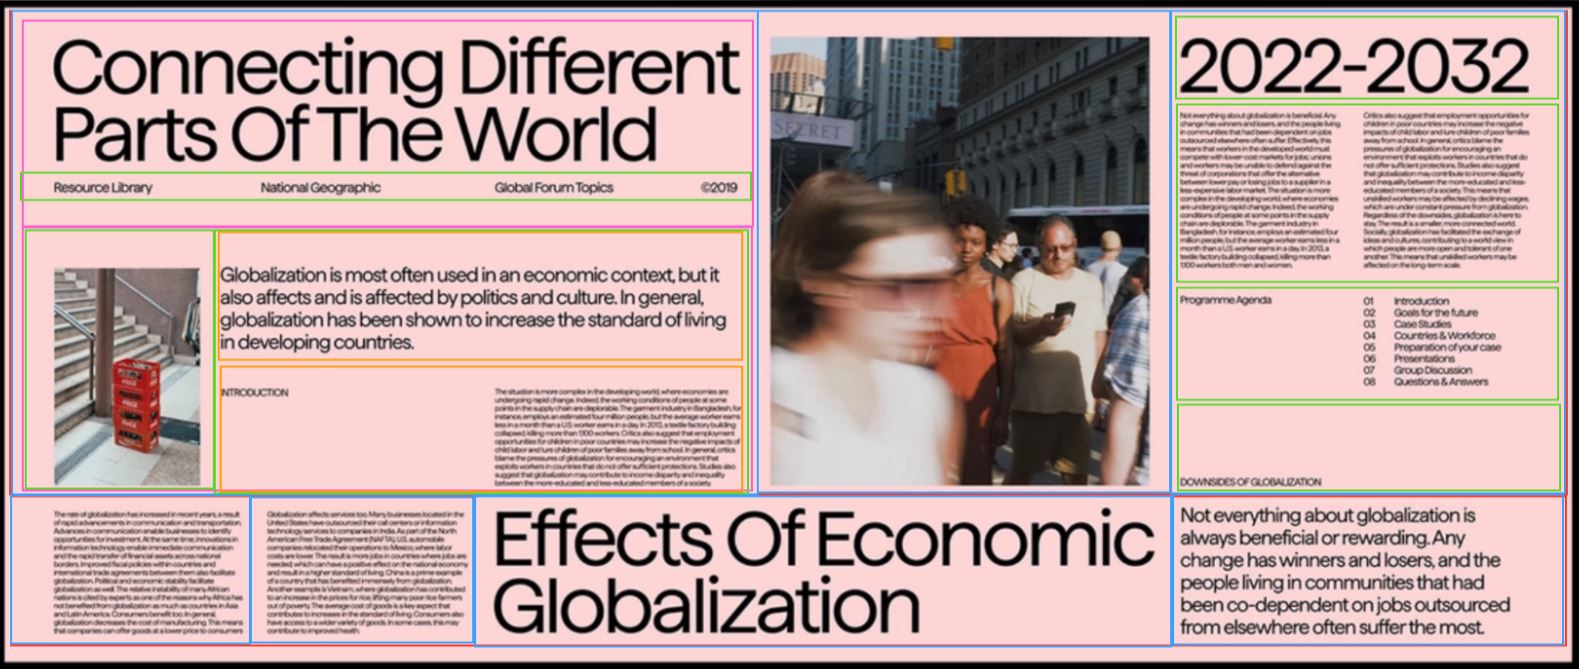 Connecting Different
Parts Of The World
Resource Library
National Geographic
Global Forum Topics
©2019
Globalization is most often used in an economic context, but it
also affects and is affected by politics and culture. In general,
globalization has been shown to increase the standard of living
in developing countries.
INTRODUCTION
The situation is more complex in the developing world, where economies are
undergoing rapid change. Indeed, the working conditions of people at some
points in the supply chain are deplorable. The garment industry in Bangladesh, for
instance, employs an estimated four million people, but the average worker earns
less in a month than a U.S. worker earns in a day. In 2013, a textile factory building
collapsed, killing more than 1,100 workers. Critics also suggest that employment
opportunities for children in poor countries may increase the negative impacts of
child labor and lure children of poor families away from school. In general, critics
blame the pressures of globalization for encouraging an environment that
exploits workers in countries that do not offer sufficient protections. Studies also
suggest that globalization may contribute to income disparity and inequality
between the more-educated and less-educated members of a society.
SECRET
2022-2032
Not everything about globalization is beneficial. Any
change has winners and losers, and the people living
in communities that had been dependent on jobs
outsourced elsewhere often suffer. Effectively, this
means that workers in the developed world must
compete with lower-cost markets for jobs; unions
and workers may be unable to defend against the
threat of corporations that offer the alternative
between lower pay or losing jobs to a supplier in a
less-expensive labor market. The situation is more
complex in the developing world, where economies
are undergoing rapid change. Indeed, the working
conditions of people at some points in the supply
chain are deplorable. The garment industry in
Bangladesh, for instance, employs an estimated four
million people, but the average worker earns less in a
month than a U.S. worker earns in a day. In 2013, a
textile factory building collapsed, killing more than
1,100 workers both men and women.
Critics also suggest that employment opportunities for
children in poor countries may increase the negative
impacts of child labor and lure children of poor families
away from school. In general, critics blame the
pressures of globalization for encouraging an
environment that exploits workers in countries that do
not offer sufficient protections. Studies also suggest
that globalization may contribute to income disparity
and inequality between the more-educated and less-
educated members of a society. This means that
unskilled workers may be affected by declining wages,
which are under constant pressure from globalization.
Regardless of the downsides, globalization is here to
stay. The result is a smaller, more connected world.
Socially, globalization has facilitated the exchange of
ideas and cultures, contributing to a world view in
which people are more open and tolerant of one
another. This means that unskilled workers may be
affected on the long-term scale.
Programme Agenda
01 Introduction
02 Goals for the future
03 Case Studies
04 Countries & Workforce
05 Preparation of your case
06 Presentations
07 Group Discussion
08 Questions & Answers
DOWNSIDES OF GLOBALIZATION
The rate of globalization has increased in recent years, a result
of rapid advancements in communication and transportation.
Advances in communication enable businesses to identify
opportunities for investment. At the same time, innovations in
information technology enable immediate communication
and the rapid transfer of financial assets across national
borders. Improved fiscal policies within countries and
international trade agreements between them also facilitate
globalization. Political and economic stability facilitate
globalization as well. The relative instability of many African
nations is cited by experts as one of the reasons why Africa has
not benefited from globalization as much as countries in Asia
and Latin America. Consumers benefit too. In general,
globalization decreases the cost of manufacturing. This means
that companies can offer goods at a lower price to consumers
Globalization affects services too. Many businesses located in the
United States have outsourced their call centers or information
technology services to companies in India. As part of the North
American Free Trade Agreement (NAFTA), U.S. automobile
companies relocated their operations to Mexico, where labor
costs are lower. The result is more jobs in countries where jobs are
needed, which can have a positive effect on the national economy
and result in a higher standard of living. China is a prime example
of a country that has benefited immensely from globalization.
Another example is Vietnam, where globalization has contributed
to an increase in the prices for rice, lifting many poor rice farmers
out of poverty. The average cost of goods is a key aspect that
contributes to increases in the standard of living. Consumers also
have access to a wider variety of goods. In some cases, this may
contribute to improved health.
Effects Of Economic
Globalization
Not everything about globalization is
always beneficial or rewarding. Any
change has winners and losers, and the
people living in communities that had
been co-dependent on jobs outsourced
from elsewhere often suffer the most.